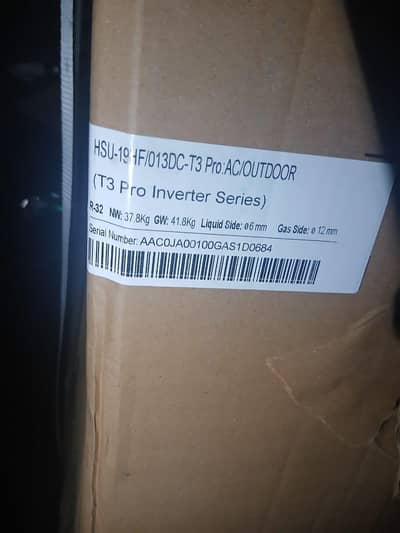 HSU-19HF/013DC-T3 Pro:AC/OUTDOOR
(T3 Pro Inverter Series)
R-32 NW: 37.8Kg GW: 41.8Kg Liquid Side: ø6 mm Gas Side: ø 12 mm
Serial Number: AAC0JA00100GAS1D0684